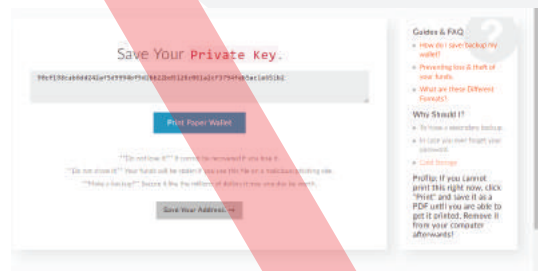 Save Your Private Key.
Print Paper Wallet
**Do not lose it** It cannot be recovered if you lose it.
**Do not share it** Your funds will be stolen if you use this file on a malicious/phishing site.
**Make a backup** Secure it like the millions of dollars it may one day be worth.
Save Your Address. →
Guides & FAQ
How do I save/backup my
wallet?
Preventing loss & theft of
your funds.
What are these Different
Formats?
Why Should I?
To have a secondary backup.
In case you ever forget your
password.
Cold Storage
ProTip: If you cannot
print this right now, click
"Print" and save it as a
PDF until you are able to
get it printed. Remove it
from your computer
afterwards!